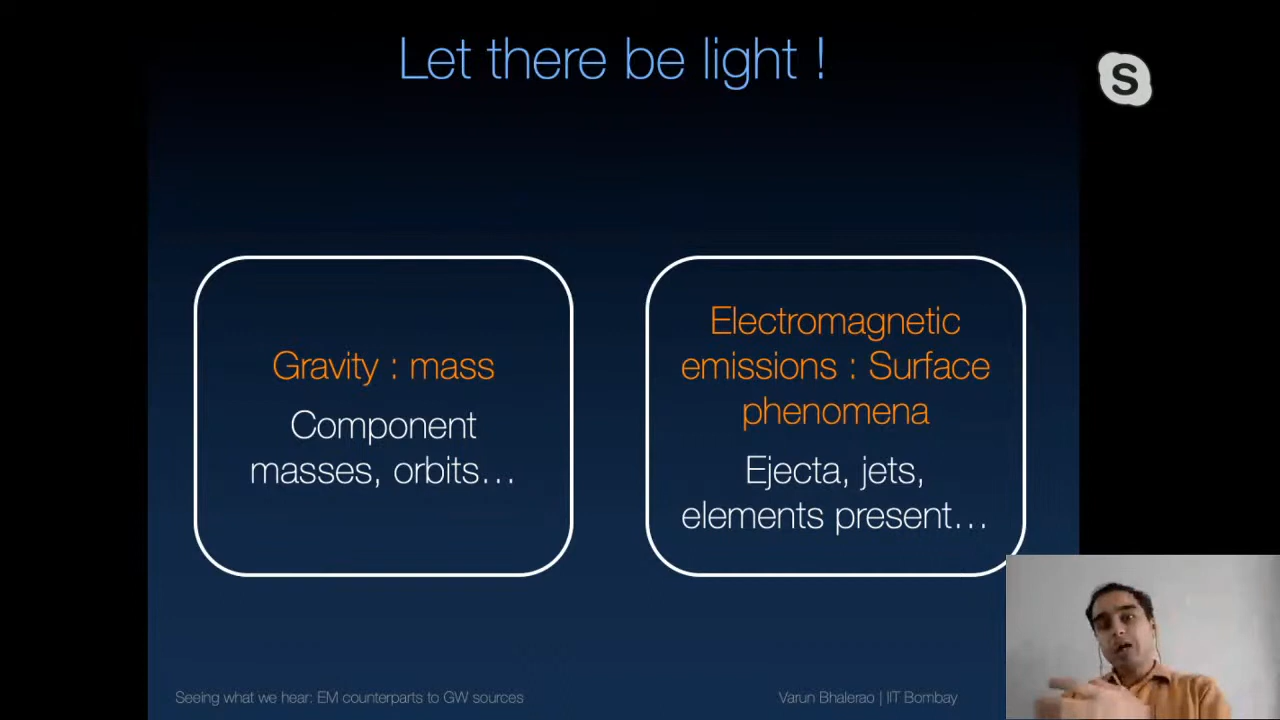 Let there be light !
S
Gravity : mass
Component
masses, orbits...
Electromagnetic
emissions : Surface
phenomena
Ejecta, jets,
elements present...
Seeing what we hear: EM counterparts to GW sources
Varun Bhalerao | IIT Bombay